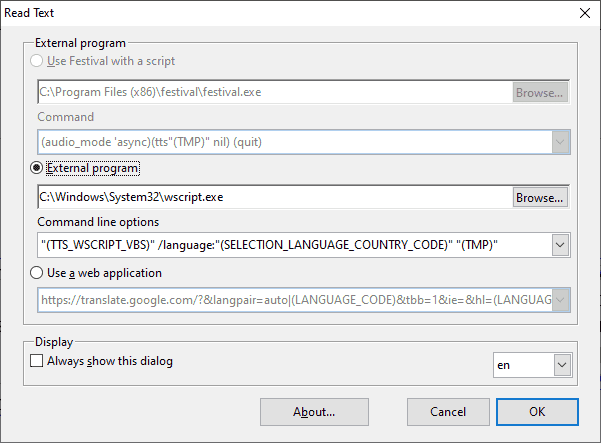 Read Text
External program
Use Festival with a script
C:\Program Files (x86)\festival\festival.exe
Browse...
Command
(audio_mode 'async)(tts"(TMP)" nil) (quit)
External program
C:\Windows\System32\wscript.exe
Browse...
Command line options
"(TTS_WSCRIPT_VBS)" /language:"(SELECTION_LANGUAGE_COUNTRY_CODE)" "(TMP)"
Use a web application
https://translate.google.com/?&langpair=auto|(LANGUAGE_CODE)&tbb=1&ie=&hl=(LANGUAG
Display
Always show this dialog
en
About...
Cancel
OK